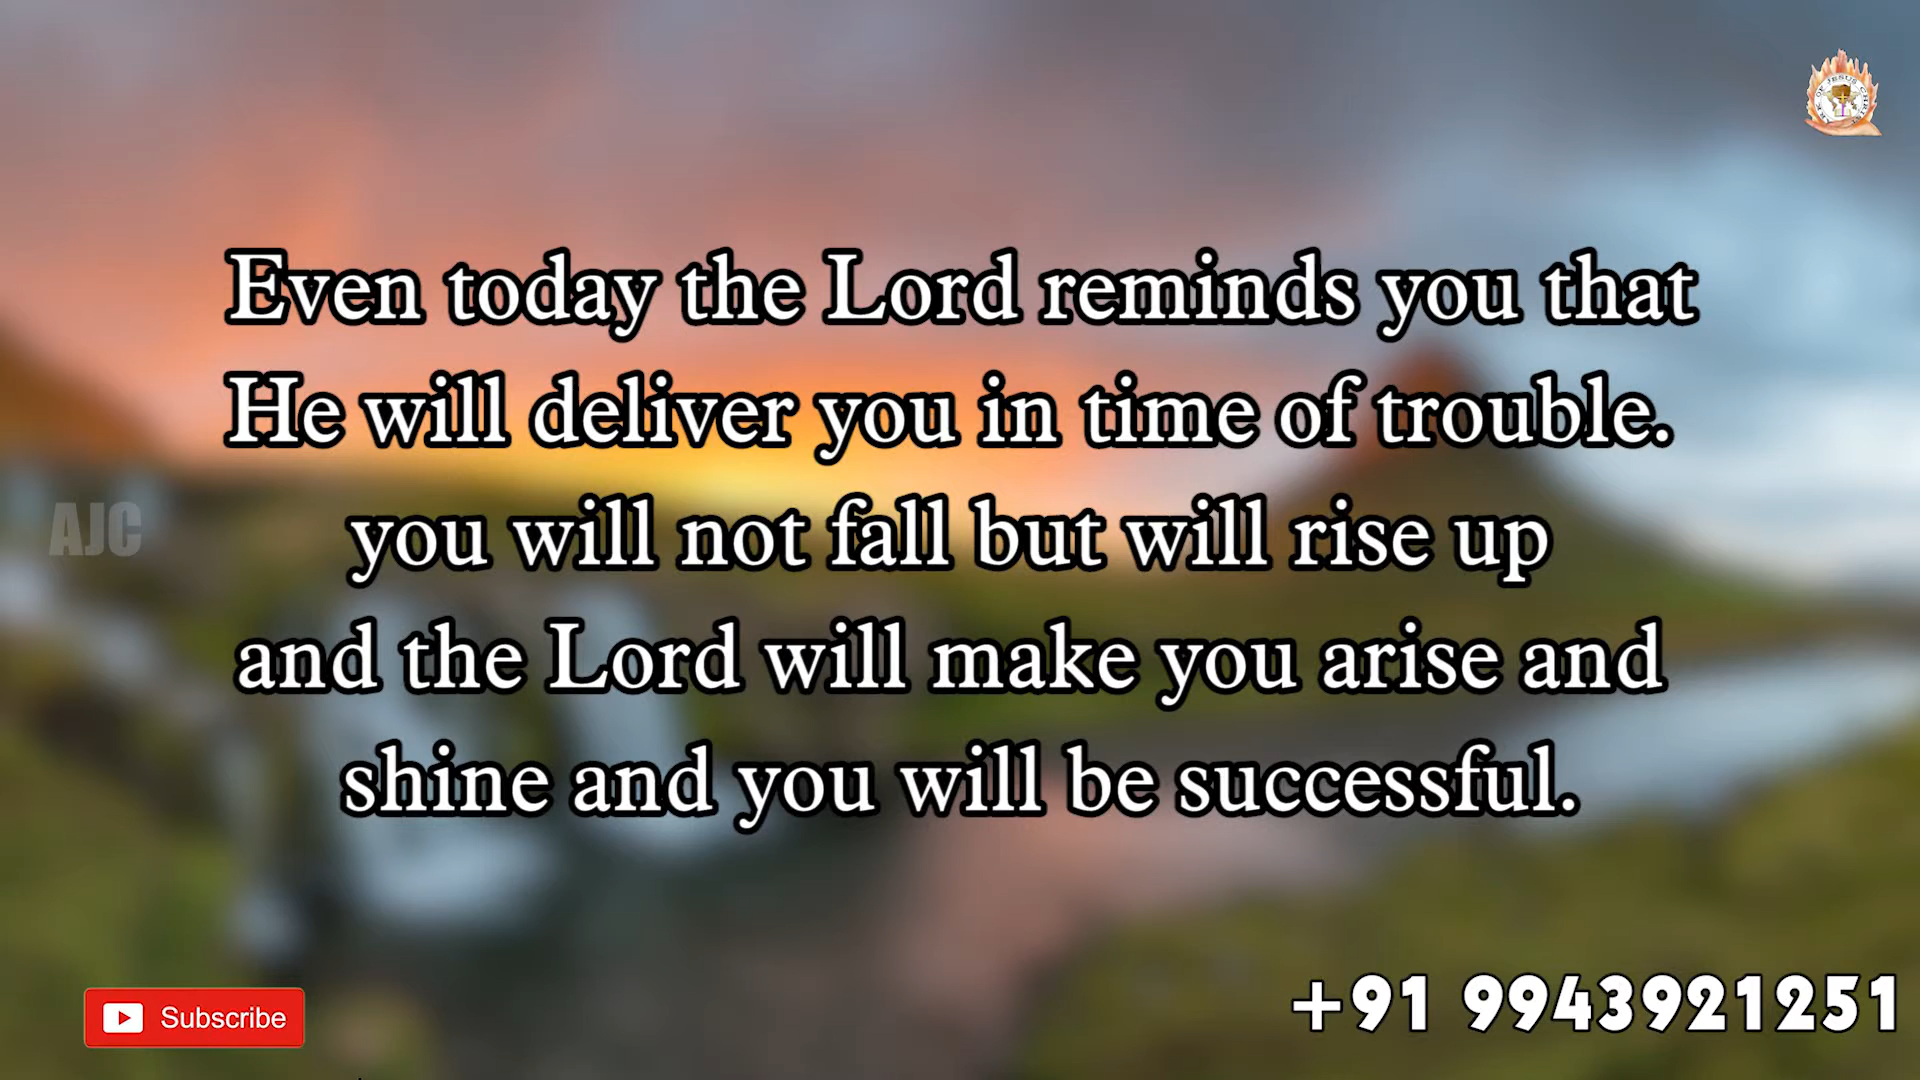 Even today the Lord reminds you that
He will deliver you in time of trouble.
you will not fall but will rise up
and the Lord will make you arise and
shine and you will be successful.
AJC
Subscribe
+91 9943921251
JESUS CHRIST